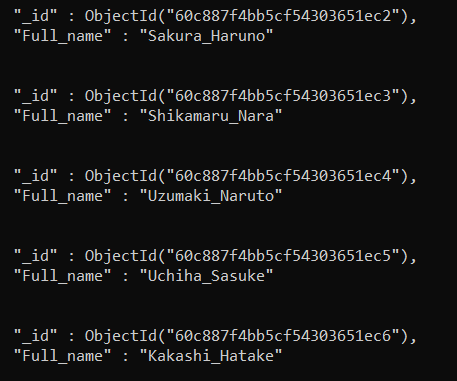 "_id" : ObjectId("60c887f4bb5cf54303651ec2"),
"Full_name" : "Sakura_Haruno"
"_id" : ObjectId("60c887f4bb5cf54303651ec3"),
"Full_name" : "Shikamaru_Nara"
"_id" : ObjectId("60c887f4bb5cf54303651ec4"),
"Full_name" : "Uzumaki_Naruto"
"_id" : ObjectId("60c887f4bb5cf54303651ec5"),
"Full_name" : "Uchiha_Sasuke"
"_id" : ObjectId("60c887f4bb5cf54303651ec6"),
"Full_name" : "Kakashi_Hatake"